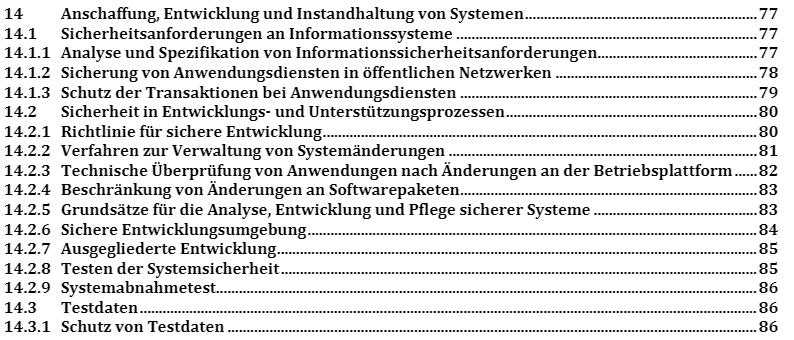 14 Anschaffung, Entwicklung und Instandhaltung von Systemen 77
14.1 Sicherheitsanforderungen an Informationssysteme 77
14.1.1 Analyse und Spezifikation von Informationssicherheitsanforderungen 77
14.1.2 Sicherung von Anwendungsdiensten in öffentlichen Netzwerken 78
14.1.3 Schutz der Transaktionen bei Anwendungsdiensten 79
14.2 Sicherheit in Entwicklungs- und Unterstützungsprozessen 80
14.2.1 Richtlinie für sichere Entwicklung 80
14.2.2 Verfahren zur Verwaltung von Systemänderungen 81
14.2.3 Technische Überprüfung von Anwendungen nach Änderungen an der Betriebsplattform 82
14.2.4 Beschränkung von Änderungen an Softwarepaketen 83
14.2.5 Grundsätze für die Analyse, Entwicklung und Pflege sicherer Systeme 83
14.2.6 Sichere Entwicklungsumgebung 84
14.2.7 Ausgegliederte Entwicklung 85
14.2.8 Testen der Systemsicherheit 85
14.2.9 Systemabnahmetest 86
14.3 Testdaten 86
14.3.1 Schutz von Testdaten 86